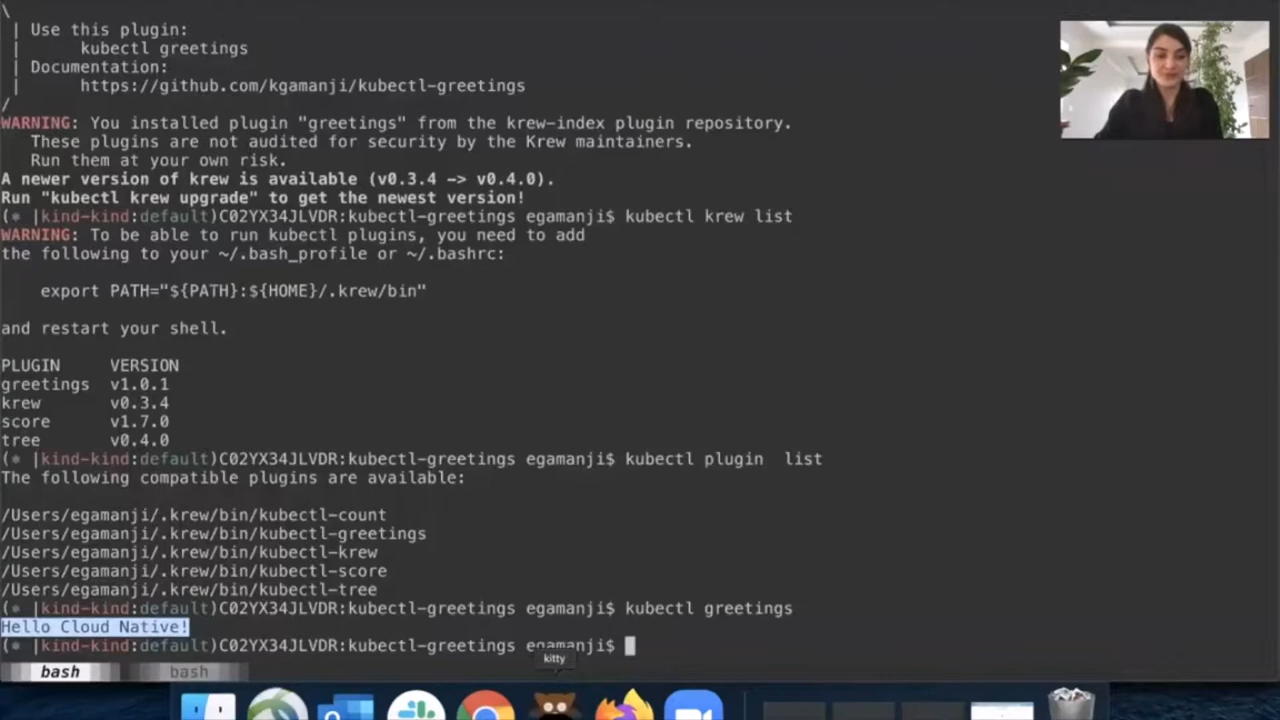 \
 | Use this plugin:
 |      kubectl greetings
 | Documentation:
 |      https://github.com/kgamanji/kubectl-greetings
/
WARNING: You installed plugin "greetings" from the krew-index plugin repository.
   These plugins are not audited for security by the Krew maintainers.
   Run them at your own risk.
A newer version of krew is available (v0.3.4 -> v0.4.0).
Run "kubectl krew upgrade" to get the newest version!
(⎈ |kind-kind:default)C02YX34JLVDR:kubectl-greetings egamanji$ kubectl krew list
WARNING: To be able to run kubectl plugins, you need to add
the following to your ~/.bash_profile or ~/.bashrc:
    export PATH="${PATH}:${HOME}/.krew/bin"
and restart your shell.
PLUGIN     VERSION
greetings  v1.0.1
krew       v0.3.4
score      v1.7.0
tree       v0.4.0
(⎈ |kind-kind:default)C02YX34JLVDR:kubectl-greetings egamanji$ kubectl plugin  list
The following compatible plugins are available:
/Users/egamanji/.krew/bin/kubectl-count
/Users/egamanji/.krew/bin/kubectl-greetings
/Users/egamanji/.krew/bin/kubectl-krew
/Users/egamanji/.krew/bin/kubectl-score
/Users/egamanji/.krew/bin/kubectl-tree
(⎈ |kind-kind:default)C02YX34JLVDR:kubectl-greetings egamanji$ kubectl greetings
Hello Cloud Native!
(⎈ |kind-kind:default)C02YX34JLVDR:kubectl-greetings egamanji$
kitty
bash
bash